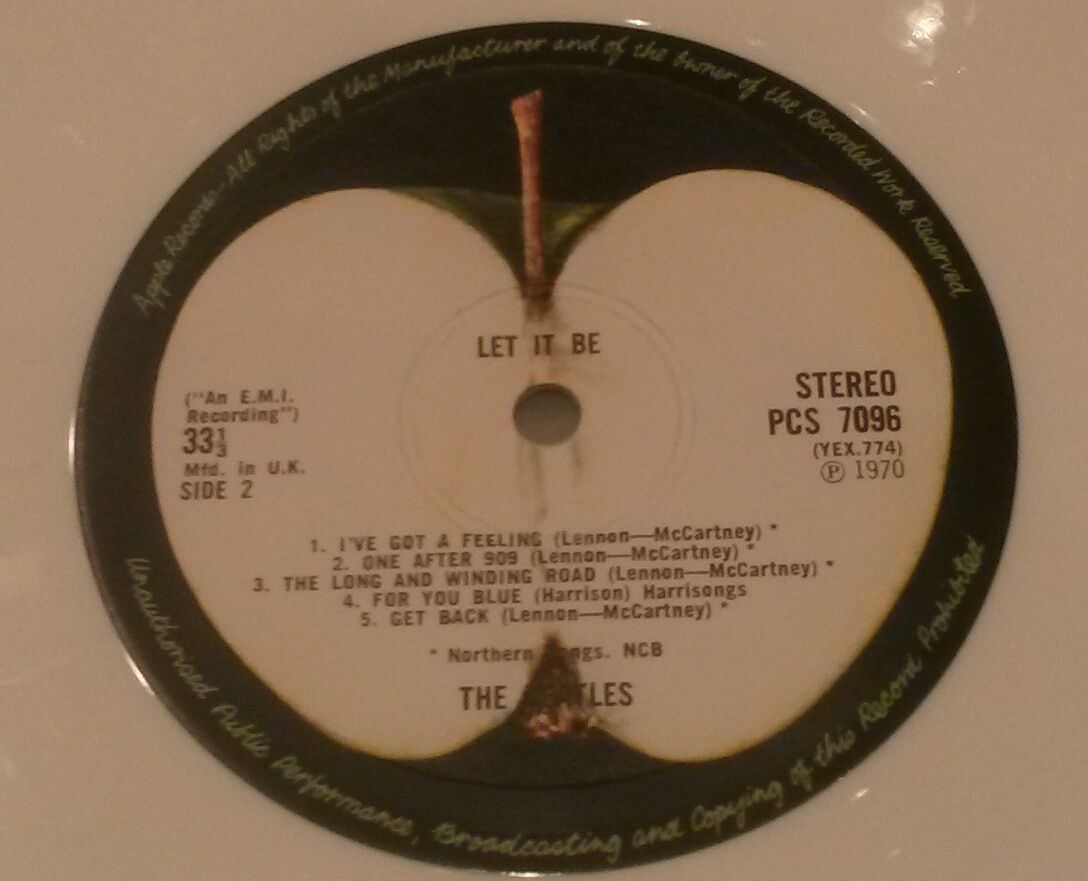 Apple Records—All Rights of the Manufacturer and of the Owner of the Recorded Work Reserved
LET IT BE
("An E.M.I.
Recording")
33⅓
Mfd. in U.K.
SIDE 2
STEREO
PCS 7096
(YEX.774)
℗ 1970
1. I'VE GOT A FEELING (Lennon—McCartney) *
2. ONE AFTER 909 (Lennon—McCartney) *
3. THE LONG AND WINDING ROAD (Lennon—McCartney) *
4. FOR YOU BLUE (Harrison) Harrisongs
5. GET BACK (Lennon—McCartney) *
* Northern Songs. NCB
THE BEATLES
Unauthorised Public Performance, Broadcasting and Copying of this Record Prohibited